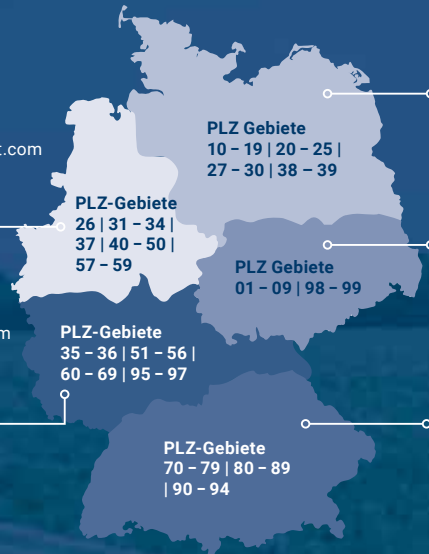 PLZ Gebiete
10 – 19 | 20 – 25 |
27 – 30 | 38 – 39
.com
PLZ-Gebiete
26 | 31 – 34 |
37 | 40 – 50 |
57 – 59
PLZ Gebiete
01 – 09 | 98 – 99
PLZ-Gebiete
35 – 36 | 51 – 56 |
60 – 69 | 95 – 97
PLZ-Gebiete
70 – 79 | 80 – 89
| 90 – 94